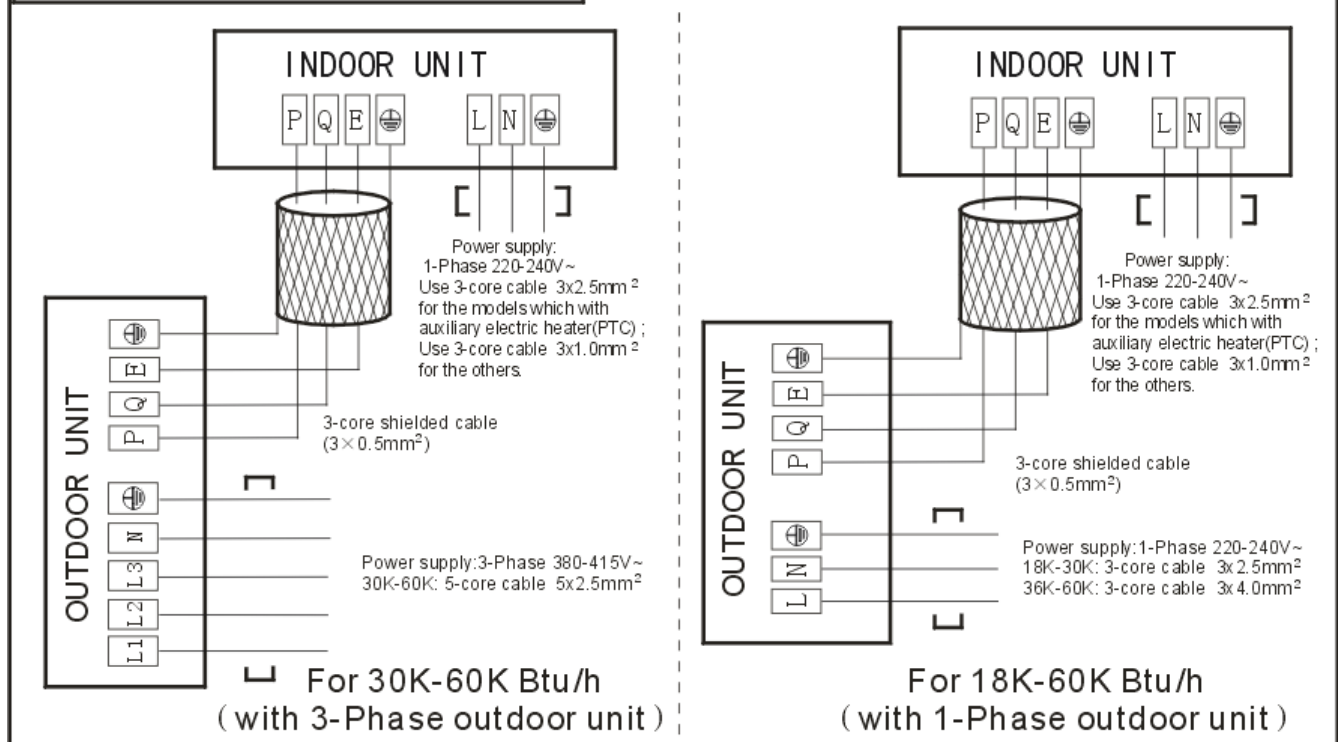 INDOOR UNIT
P Q E L N
Power supply:
1-Phase 220-240V~
Use 3-core cable 3x2.5mm²
for the models which with
auxiliary electric heater(PTC) ;
Use 3-core cable 3x1.0mm²
for the others.
OUTDOOR UNIT
E
Q
P
N
L3
L2
L1
3-core shielded cable
(3×0.5mm²)
Power supply:3-Phase 380-415V~
30K-60K: 5-core cable 5x2.5mm²
For 30K-60K Btu/h
(with 3-Phase outdoor unit)
INDOOR UNIT
P Q E L N
Power supply:
1-Phase 220-240V~
Use 3-core cable 3x2.5mm²
for the models which with
auxiliary electric heater(PTC) ;
Use 3-core cable 3x1.0mm²
for the others.
OUTDOOR UNIT
E
Q
P
N
L
3-core shielded cable
(3×0.5mm²)
Power supply:1-Phase 220-240V~
18K-30K: 3-core cable 3x2.5mm²
36K-60K: 3-core cable 3x4.0mm²
For 18K-60K Btu/h
(with 1-Phase outdoor unit)